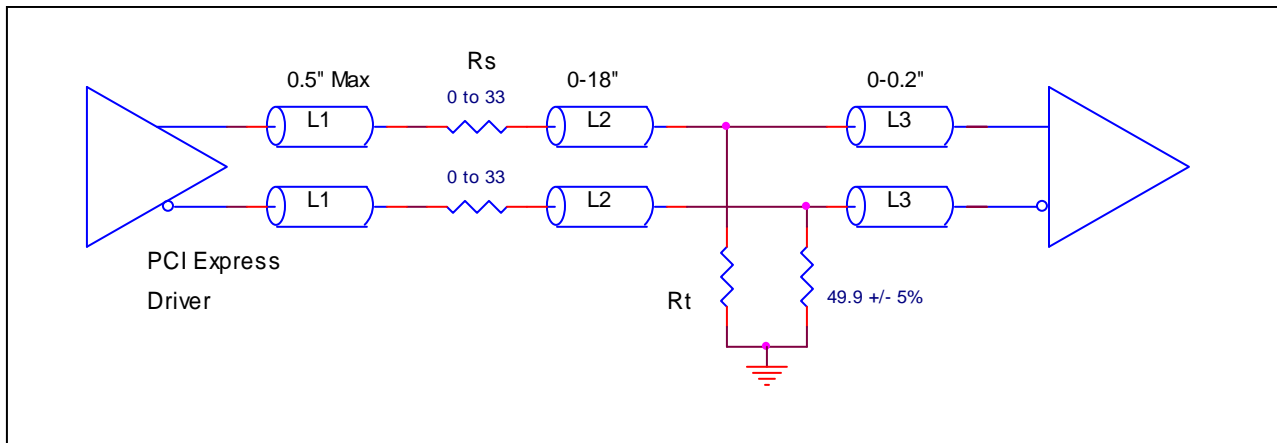 Rs
0.5" Max
0-18"
0-0.2"
0 to 33
L1
L2
L3
0 to 33
L1
L2
L3
PCI Express
Driver
Rt
49.9 +/- 5%